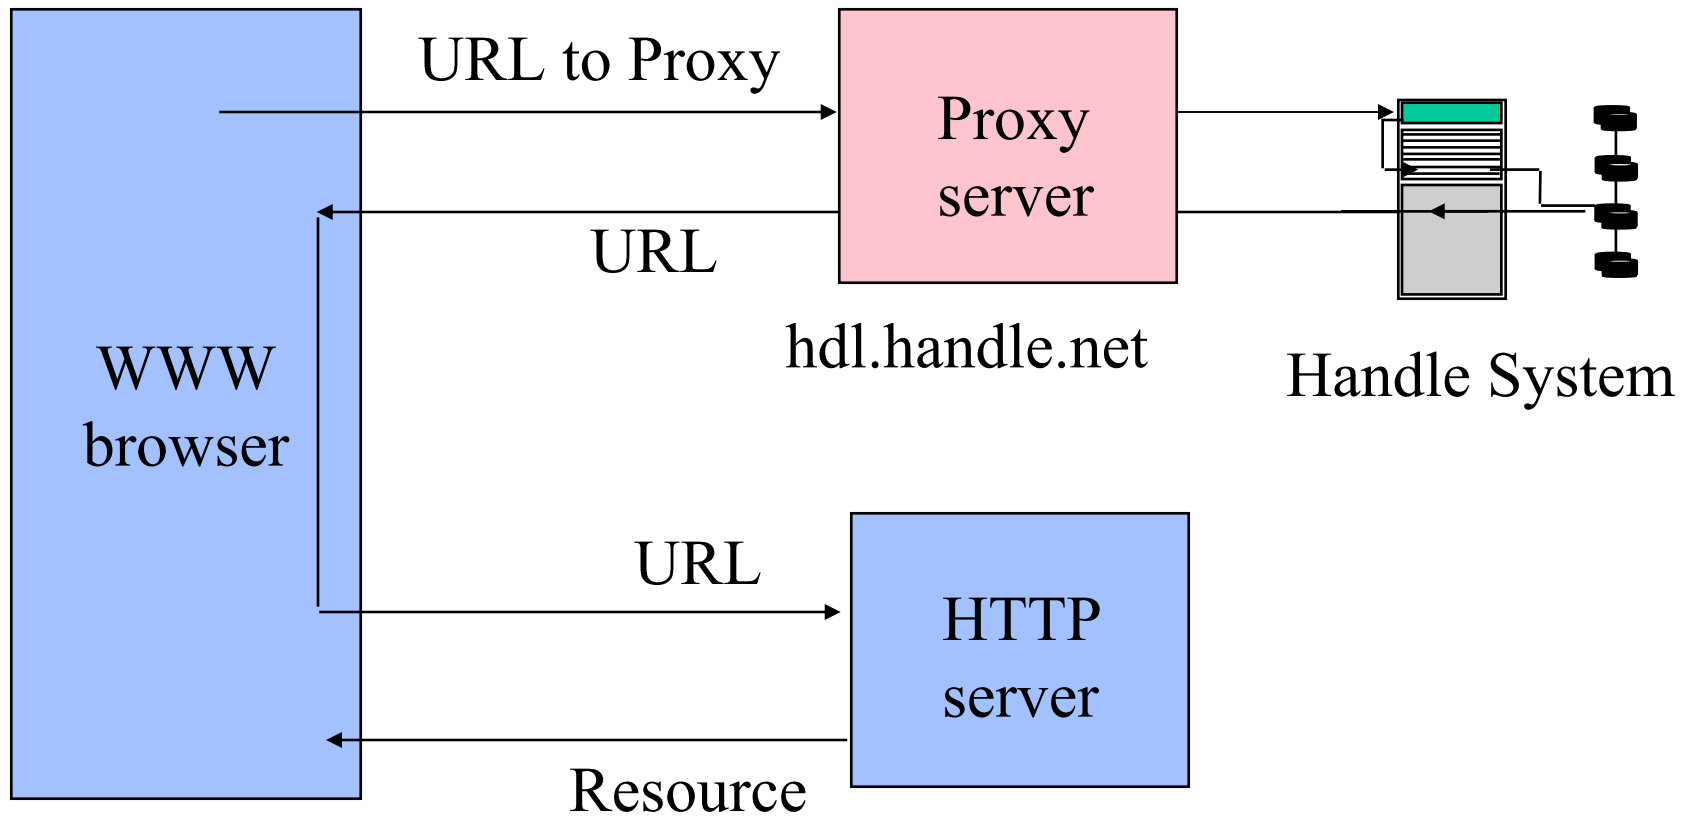 URL to Proxy
Proxy
server
URL
hdl.handle.net
Handle System
WWW
browser
URL
HTTP
server
Resource